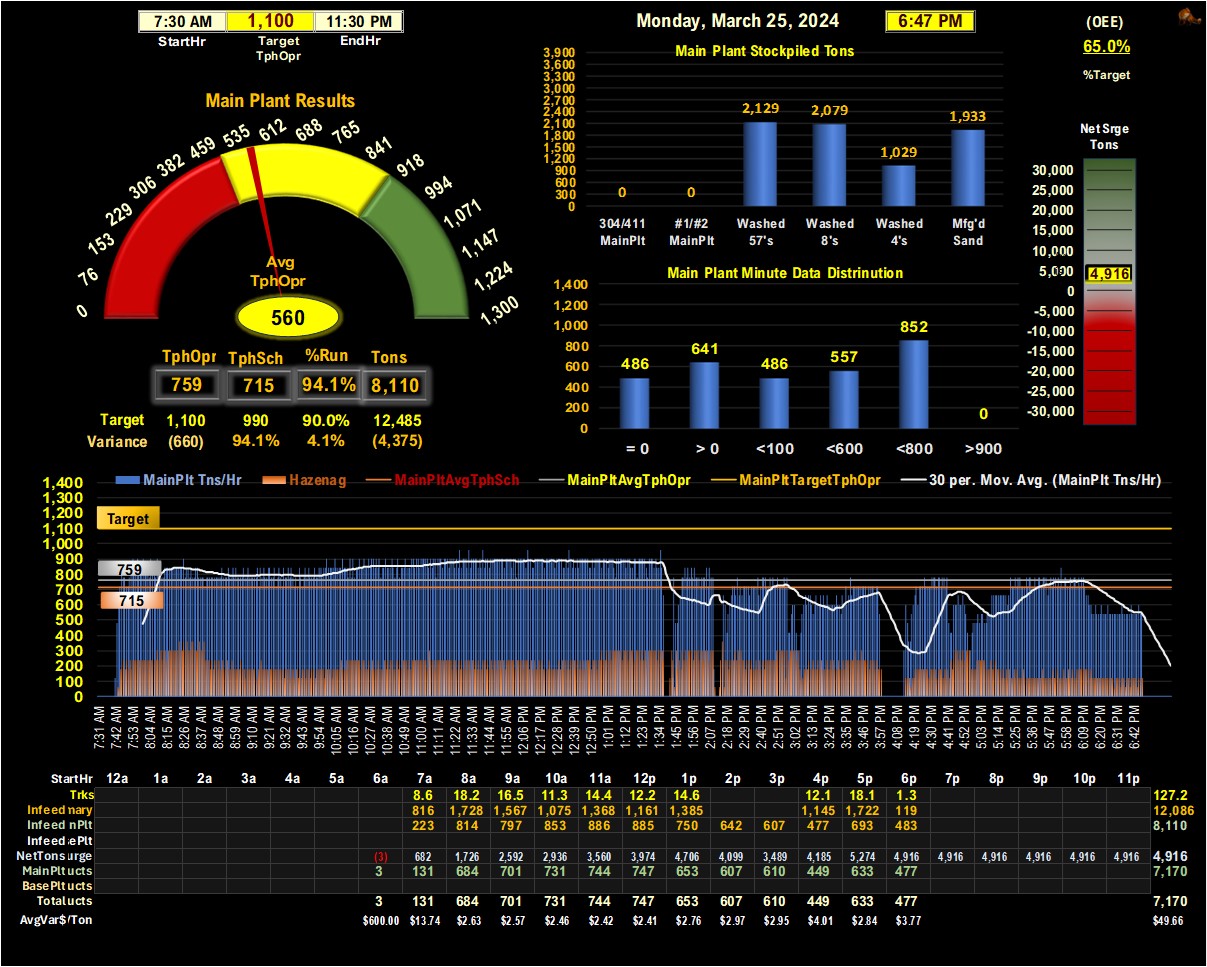 7:30 AM 1,100 11:30 PM
StartHr Target TphOpr EndHr
Monday, March 25, 2024 6:47 PM
(OEE)
65.0%
%Target
Main Plant Results
0 76 153 229 306 382 459 535 612 688 765 841 918 994 1,071 1,147 1,224 1,300
Avg
TphOpr
560
TphOpr TphSch %Run Tons
759 715 94.1% 8,110
Target 1,100 990 90.0% 12,485
Variance (660) 94.1% 4.1% (4,375)
Main Plant Stockpiled Tons
3,900
3,600
3,300
3,000
2,700
2,400
2,100
1,800
1,500
1,200
900
600
300
0
0 0 2,129 2,079 1,029 1,933
304/411 #1/#2 Washed Washed Washed Mfg'd
MainPlt MainPlt 57's 8's 4's Sand
Main Plant Minute Data Distrinution
1,400
1,200
1,000
800
600
400
200
0
486 641 486 557 852 0
= 0 > 0 <100 <600 <800 >900
Net Srge
Tons
30,000
25,000
20,000
15,000
10,000
5,000
0
-5,000
-10,000
-15,000
-20,000
-25,000
-30,000
4,916
MainPlt Tns/Hr Hazenag MainPltAvgTphSch MainPltAvgTphOpr MainPltTargetTphOpr 30 per. Mov. Avg. (MainPlt Tns/Hr)
1,400
1,300
1,200
1,100
1,000
900
800
700
600
500
400
300
200
100
0
Target
759
715
7:31 AM 7:42 AM 7:53 AM 8:04 AM 8:15 AM 8:26 AM 8:37 AM 8:48 AM 8:59 AM 9:10 AM 9:21 AM 9:32 AM 9:43 AM 9:54 AM 10:05 AM 10:16 AM 10:27 AM 10:38 AM 10:49 AM 11:00 AM 11:11 AM 11:22 AM 11:33 AM 11:44 AM 11:55 AM 12:06 PM 12:17 PM 12:28 PM 12:39 PM 12:50 PM 1:01 PM 1:12 PM 1:23 PM 1:34 PM 1:45 PM 1:56 PM 2:07 PM 2:18 PM 2:29 PM 2:40 PM 2:51 PM 3:02 PM 3:13 PM 3:24 PM 3:35 PM 3:46 PM 3:57 PM 4:08 PM 4:19 PM 4:30 PM 4:41 PM 4:52 PM 5:03 PM 5:14 PM 5:25 PM 5:36 PM 5:47 PM 5:58 PM 6:09 PM 6:20 PM 6:31 PM 6:42 PM
StartHr 12a 1a 2a 3a 4a 5a 6a 7a 8a 9a 10a 11a 12p 1p 2p 3p 4p 5p 6p 7p 8p 9p 10p 11p
Trks 8.6 18.2 16.5 11.3 14.4 12.2 14.6 12.1 18.1 1.3 127.2
Infeed nary 816 1,728 1,567 1,075 1,368 1,161 1,385 1,145 1,722 119 12,086
Infeed nPlt 223 814 797 853 886 885 750 642 607 477 693 483 8,110
Infeed ePlt
NetTons urge (3) 682 1,726 2,592 2,936 3,560 3,974 4,706 4,099 3,489 4,185 5,274 4,916 4,916 4,916 4,916 4,916 4,916 4,916
MainPlt ucts 3 131 684 701 731 744 747 653 607 610 449 633 477 7,170
BasePlt ucts
Total ucts 3 131 684 701 731 744 747 653 607 610 449 633 477 7,170
AvgVar$/Ton $600.00 $13.74 $2.63 $2.57 $2.46 $2.42 $2.41 $2.76 $2.97 $2.95 $4.01 $2.84 $3.77 $49.66